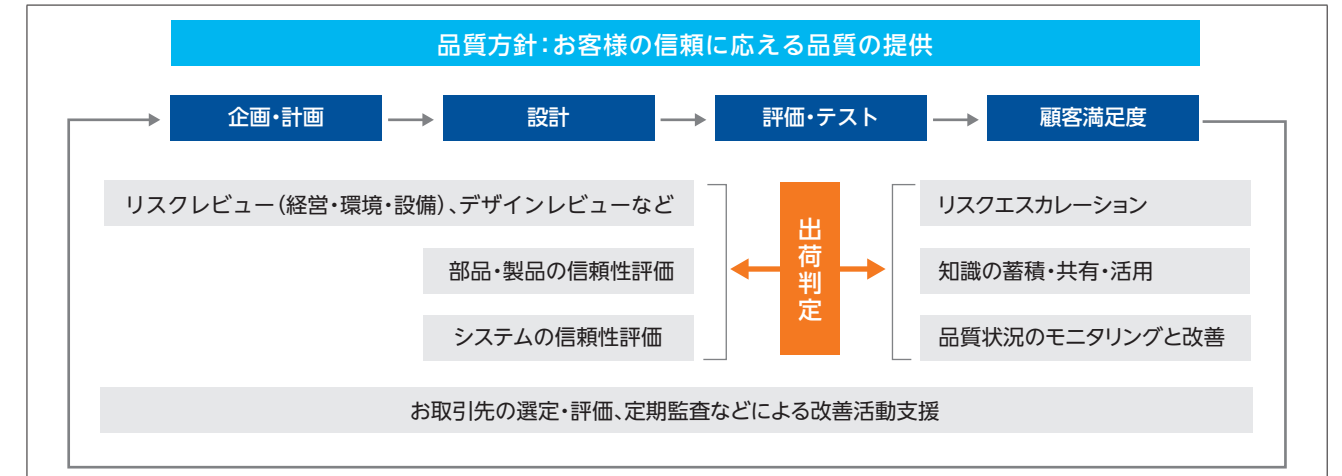 品質方針：お客様の信頼に応える品質の提供
企画・計画
設計
評価・テスト
顧客満足度
リスクレビュー（経営・環境・設備）、デザインレビューなど
部品・製品の信頼性評価
システムの信頼性評価
出荷判定
リスクエスカレーション
知識の蓄積・共有・活用
品質状況のモニタリングと改善
お取引先の選定・評価、定期監査などによる改善活動支援